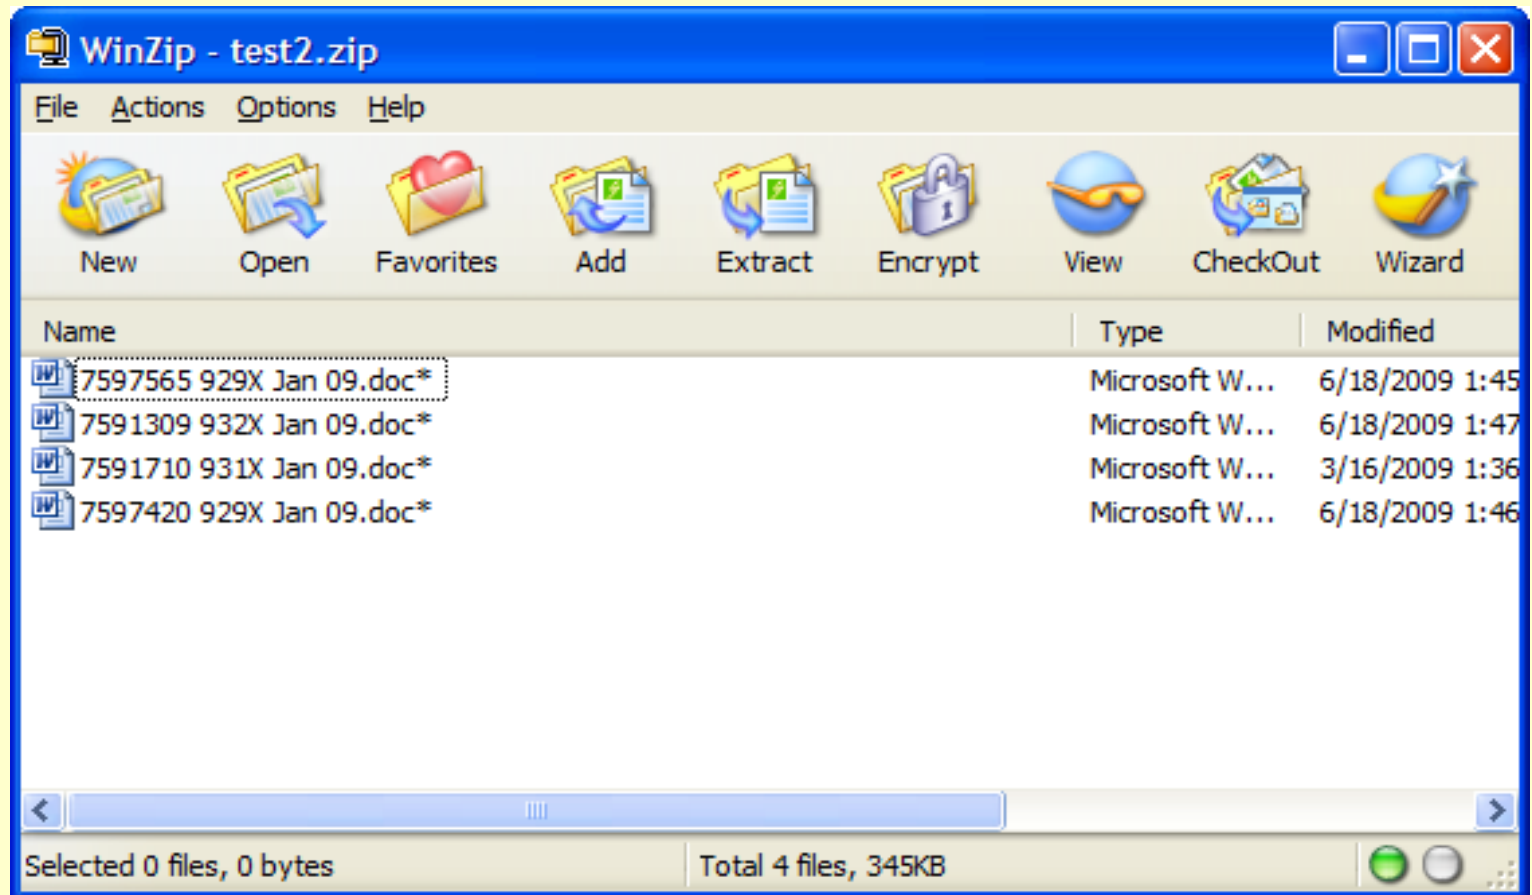 WinZip - test2.zip
File Actions Options Help
New Open Favorites Add Extract Encrypt View CheckOut Wizard
Name Type Modified
7597565 929X Jan 09.doc* Microsoft W... 6/18/2009 1:45
7591309 932X Jan 09.doc* Microsoft W... 6/18/2009 1:47
7591710 931X Jan 09.doc* Microsoft W... 3/16/2009 1:36
7597420 929X Jan 09.doc* Microsoft W... 6/18/2009 1:46
Selected 0 files, 0 bytes Total 4 files, 345KB